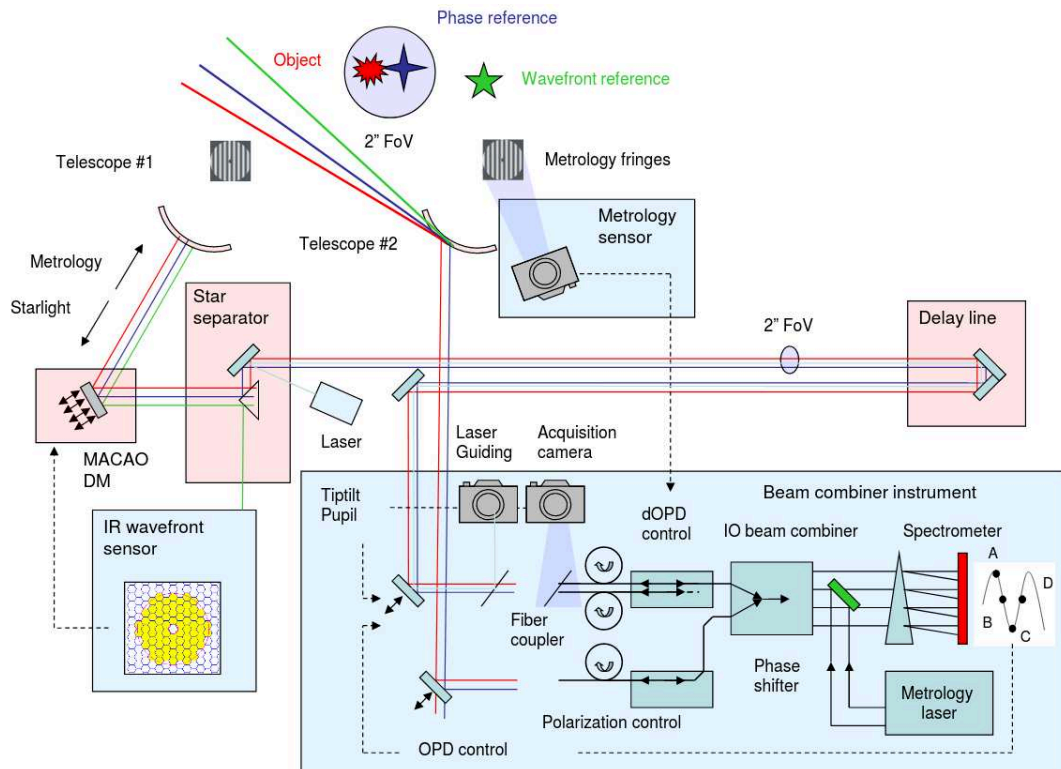 Phase reference
Object
Wavefront reference
2" FoV
Telescope #1
Metrology fringes
Telescope #2
Metrology
sensor
Metrology
Starlight
Star
separator
2" FoV
Delay line
Laser
MACAO
DM
Laser
Guiding
Acquisition
camera
Tiptilt
Pupil
IR wavefront
sensor
Beam combiner instrument
dOPD
control
IO beam combiner
Spectrometer
A
D
B
C
Fiber
coupler
Phase
shifter
Metrology
laser
Polarization control
OPD control